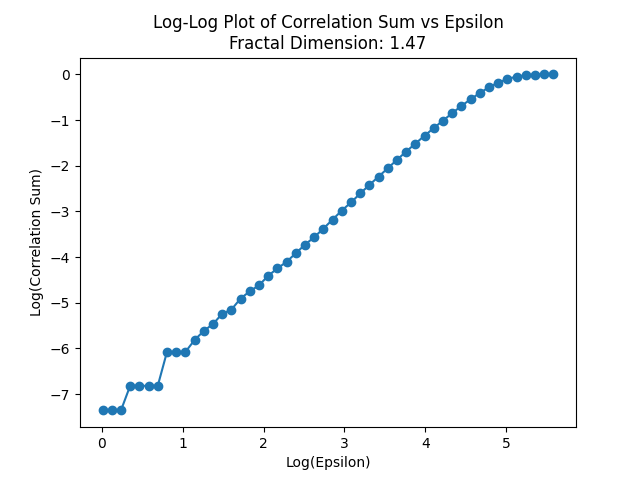 Log-Log Plot of Correlation Sum vs Epsilon
Fractal Dimension: 1.47
Log(Correlation Sum)
0
−1
−2
−3
−4
−5
−6
−7
0 1 2 3 4 5
Log(Epsilon)